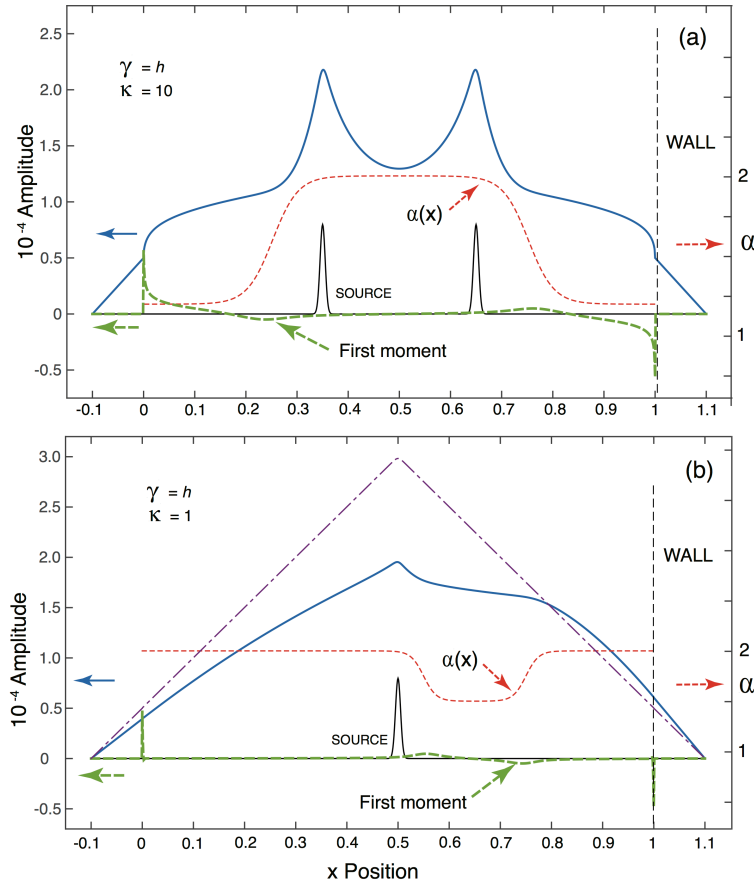 (a)
γ = h
κ = 10
2.5
2.0
1.5
1.0
0.5
0
-0.5
10⁻⁴ Amplitude
WALL
α(x)
2
α
1
SOURCE
First moment
-0.1 0 0.1 0.2 0.3 0.4 0.5 0.6 0.7 0.8 0.9 1 1.1
(b)
γ = h
κ = 1
3.0
2.5
2.0
1.5
1.0
0.5
0
-0.5
10⁻⁴ Amplitude
WALL
α(x)
2
α
1
SOURCE
First moment
-0.1 0 0.1 0.2 0.3 0.4 0.5 0.6 0.7 0.8 0.9 1 1.1
x Position